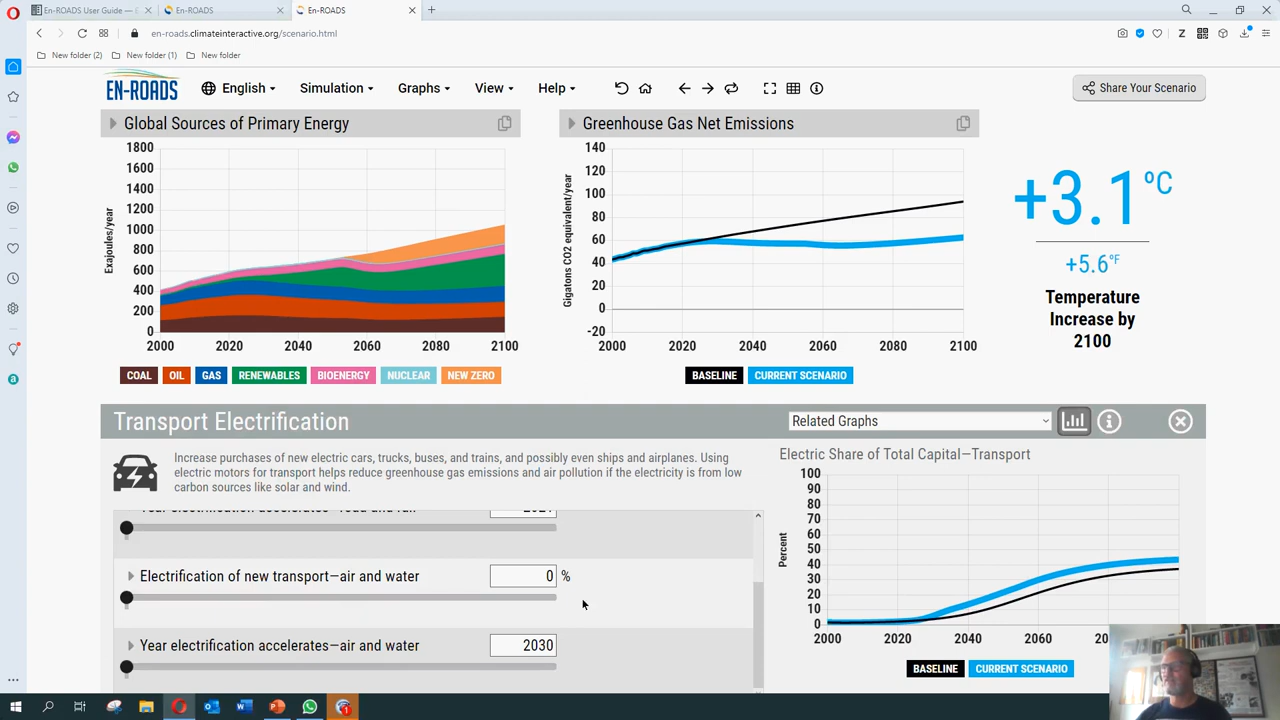 En-ROADS User Guide — I
En-ROADS
En-ROADS
en-roads.climateinteractive.org/scenario.html
New folder (2)
New folder (1)
New folder
EN-ROADS
English
Simulation
Graphs
View
Help
Share Your Scenario
Global Sources of Primary Energy
1800
1600
1400
1200
1000
800
600
400
200
0
Exajoules/year
2000 2020 2040 2060 2080 2100
COAL OIL GAS RENEWABLES BIOENERGY NUCLEAR NEW ZERO
Greenhouse Gas Net Emissions
140
120
100
80
60
40
20
0
-20
Gigatons CO2 equivalent/year
2000 2020 2040 2060 2080 2100
BASELINE CURRENT SCENARIO
+3.1 ºC
+5.6°F
Temperature
Increase by
2100
Transport Electrification
Related Graphs
Increase purchases of new electric cars, trucks, buses, and trains, and possibly even ships and airplanes. Using
electric motors for transport helps reduce greenhouse gas emissions and air pollution if the electricity is from low
carbon sources like solar and wind.
Year electrification accelerates—road and rail
Electrification of new transport—air and water 0 %
Year electrification accelerates—air and water 2030
Electric Share of Total Capital—Transport
100
90
80
70
60
50
40
30
20
10
0
Percent
2000 2020 2040 2060
BASELINE CURRENT SCENARIO